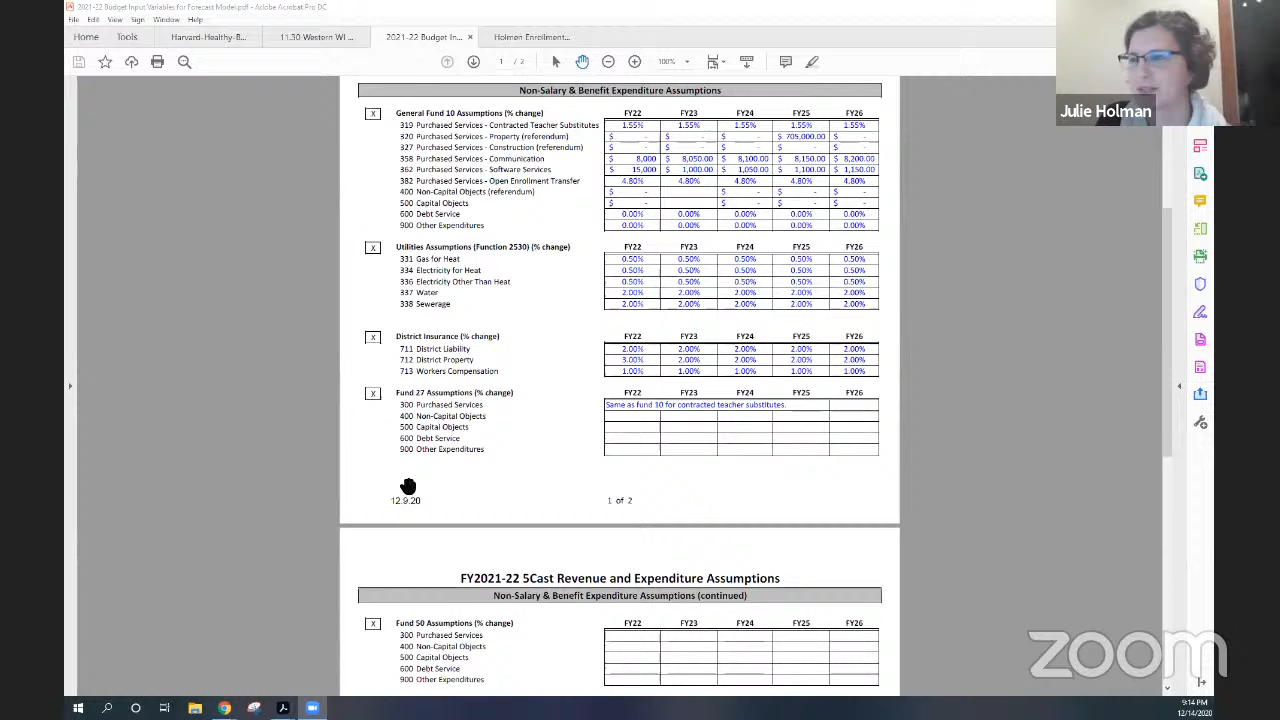 2021-22 Budget Input Variables for Forecast Model.pdf - Adobe Acrobat Pro DC
File Edit View Sign Window Help
Home Tools Harvard-Healthy-B... 11.30 Western WI ... 2021-22 Budget In... × Holmen Enrollment...
1 / 2 100%
Julie Holman
Non-Salary & Benefit Expenditure Assumptions
X General Fund 10 Assumptions (% change) FY22 FY23 FY24 FY25 FY26
319 Purchased Services - Contracted Teacher Substitutes 1.55% 1.55% 1.55% 1.55% 1.55%
320 Purchased Services - Property (referendum) $ - $ - $ - $ 705,000.00 $ -
327 Purchased Services - Construction (referendum) $ - $ - $ - $ - $ -
358 Purchased Services - Communication $ 8,000 $ 8,050.00 $ 8,100.00 $ 8,150.00 $ 8,200.00
362 Purchased Services - Software Services $ 15,000 $ 1,000.00 $ 1,050.00 $ 1,100.00 $ 1,150.00
382 Purchased Services - Open Enrollment Transfer 4.80% 4.80% 4.80% 4.80% 4.80%
400 Non-Capital Objects (referendum) $ - $ - $ - $ -
500 Capital Objects $ - $ - $ - $ -
600 Debt Service 0.00% 0.00% 0.00% 0.00% 0.00%
900 Other Expenditures 0.00% 0.00% 0.00% 0.00% 0.00%
X Utilities Assumptions (Function 2530) (% change) FY22 FY23 FY24 FY25 FY26
331 Gas for Heat 0.50% 0.50% 0.50% 0.50% 0.50%
334 Electricity for Heat 0.50% 0.50% 0.50% 0.50% 0.50%
336 Electricity Other Than Heat 0.50% 0.50% 0.50% 0.50% 0.50%
337 Water 2.00% 2.00% 2.00% 2.00% 2.00%
338 Sewerage 2.00% 2.00% 2.00% 2.00% 2.00%
X District Insurance (% change) FY22 FY23 FY24 FY25 FY26
711 District Liability 2.00% 2.00% 2.00% 2.00% 2.00%
712 District Property 3.00% 2.00% 2.00% 2.00% 2.00%
713 Workers Compensation 1.00% 1.00% 1.00% 1.00% 1.00%
X Fund 27 Assumptions (% change) FY22 FY23 FY24 FY25 FY26
300 Purchased Services Same as fund 10 for contracted teacher substitutes.
400 Non-Capital Objects
500 Capital Objects
600 Debt Service
900 Other Expenditures
12.9.20 1 of 2
FY2021-22 5Cast Revenue and Expenditure Assumptions
Non-Salary & Benefit Expenditure Assumptions (continued)
X Fund 50 Assumptions (% change) FY22 FY23 FY24 FY25 FY26
300 Purchased Services
400 Non-Capital Objects
500 Capital Objects
600 Debt Service
900 Other Expenditures
zoom
9:14 PM
12/14/2020